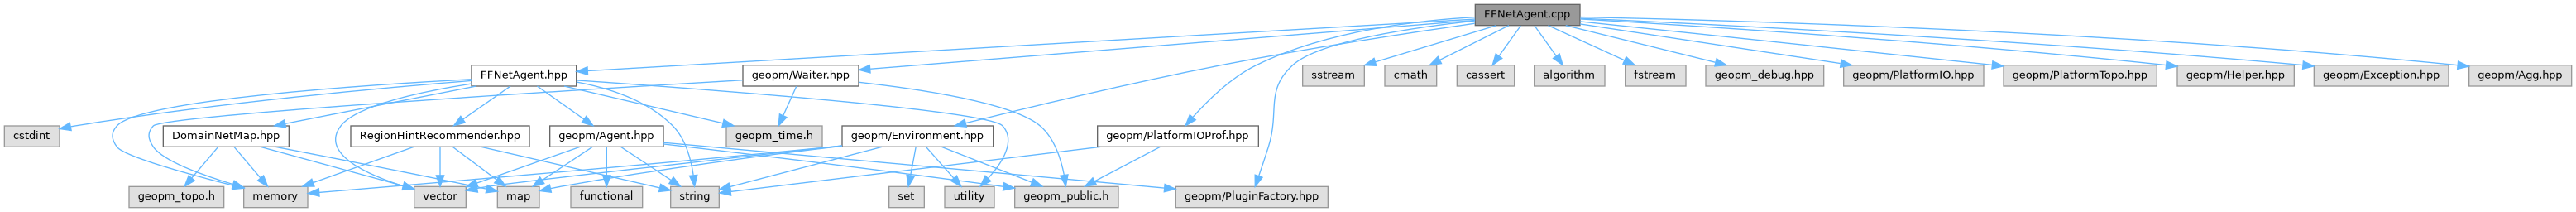 FFNetAgent.cpp
FFNetAgent.hpp
geopm/Waiter.hpp
sstream
cmath
cassert
algorithm
fstream
geopm_debug.hpp
geopm/PlatformIO.hpp
geopm/PlatformTopo.hpp
geopm/Helper.hpp
geopm/Exception.hpp
geopm/Agg.hpp
cstdint
DomainNetMap.hpp
RegionHintRecommender.hpp
geopm/Agent.hpp
geopm_time.h
geopm/Environment.hpp
geopm/PlatformIOProf.hpp
geopm_topo.h
memory
vector
map
functional
string
set
utility
geopm_public.h
geopm/PluginFactory.hpp